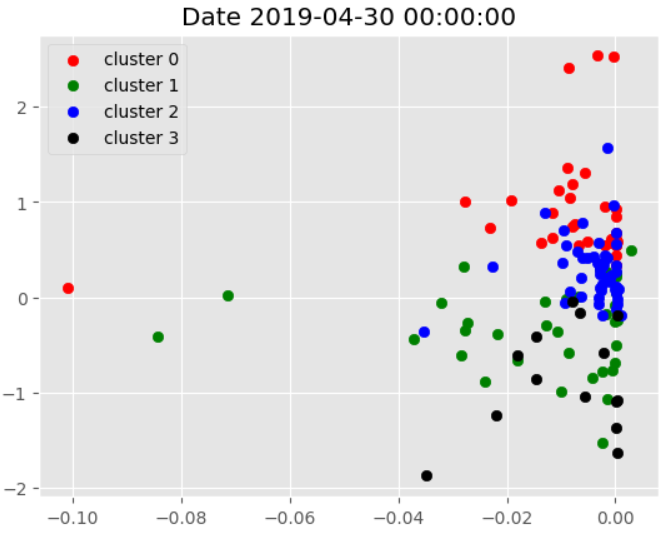 Date 2019-04-30 00:00:00
cluster 0
cluster 1
cluster 2
cluster 3
2
1
0
−1
−2
−0.10 −0.08 −0.06 −0.04 −0.02 0.00